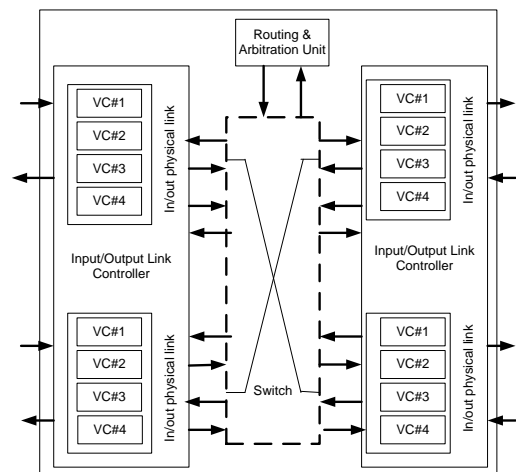 Routing &
Arbitration Unit
VC#1
VC#2
VC#3
VC#4
In/out physical link
Input/Output Link
Controller
VC#1
VC#2
VC#3
VC#4
In/out physical link
Switch
VC#1
VC#2
VC#3
VC#4
In/out physical link
Input/Output Link
Controller
VC#1
VC#2
VC#3
VC#4
In/out physical link